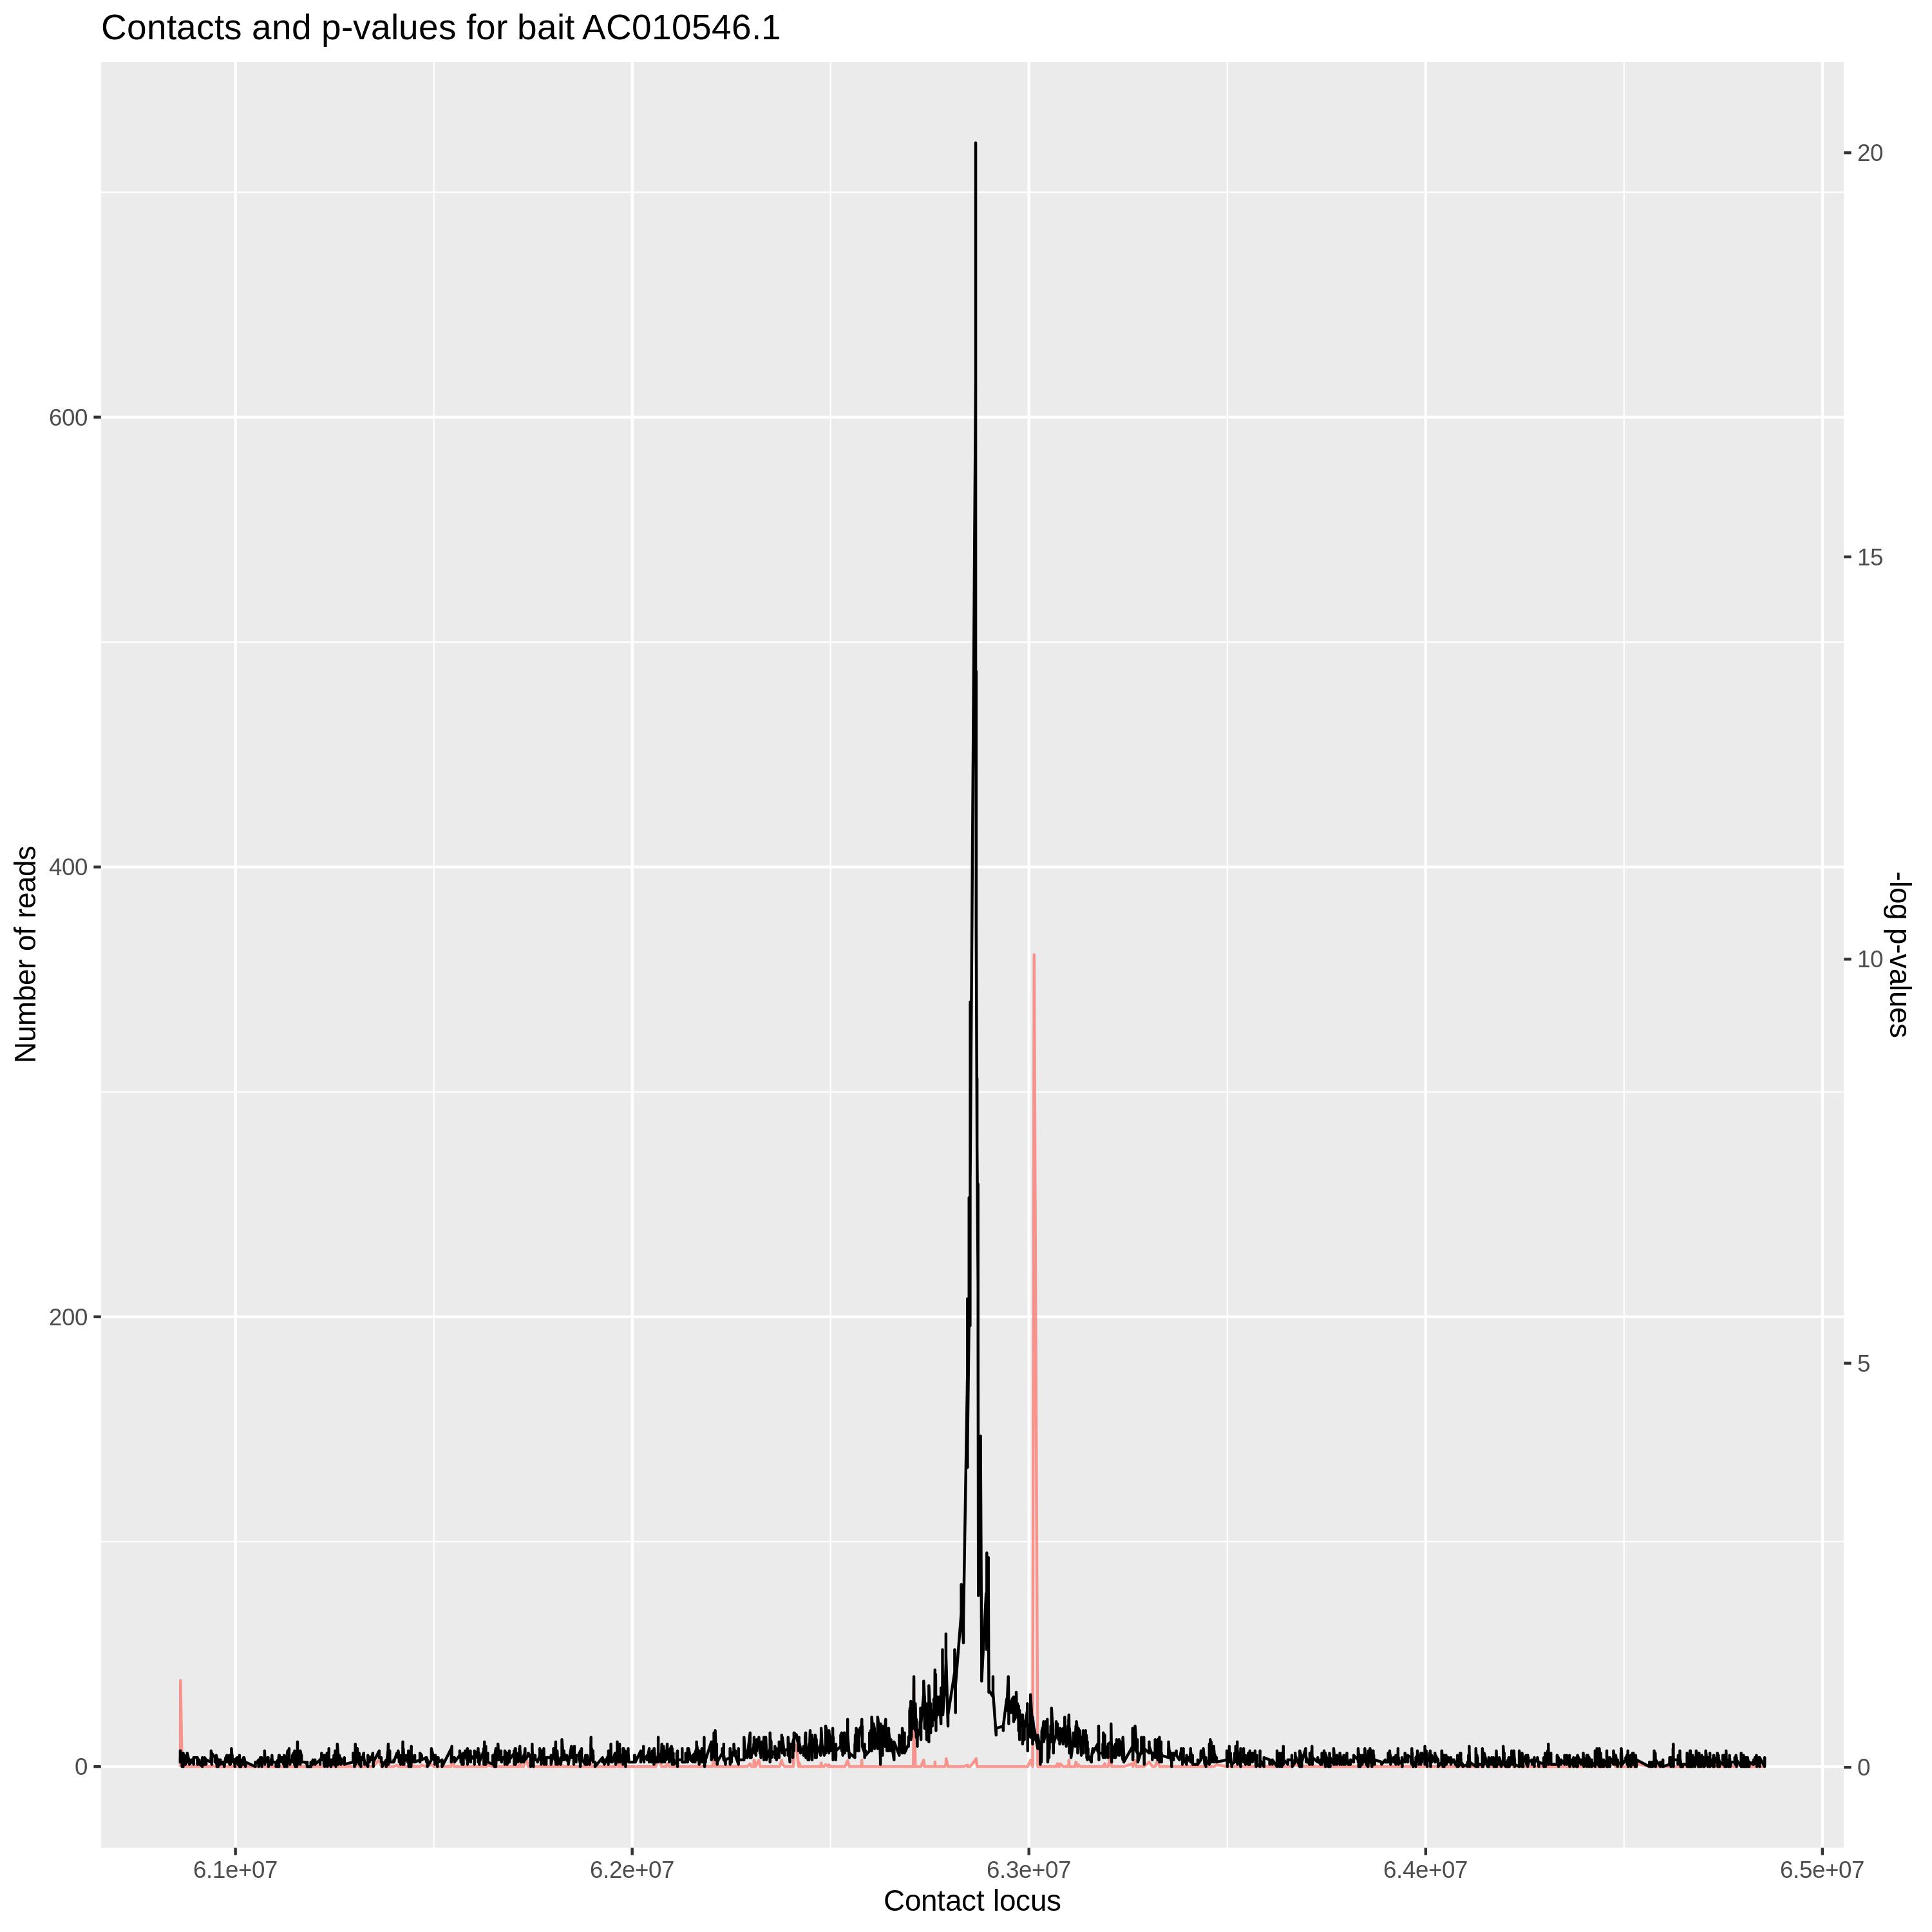 Contacts and p-values for bait AC010546.1
Number of reads
600
400
200
0
20
15
10
5
0
-log p-values
6.1e+07 6.2e+07 6.3e+07 6.4e+07 6.5e+07
Contact locus